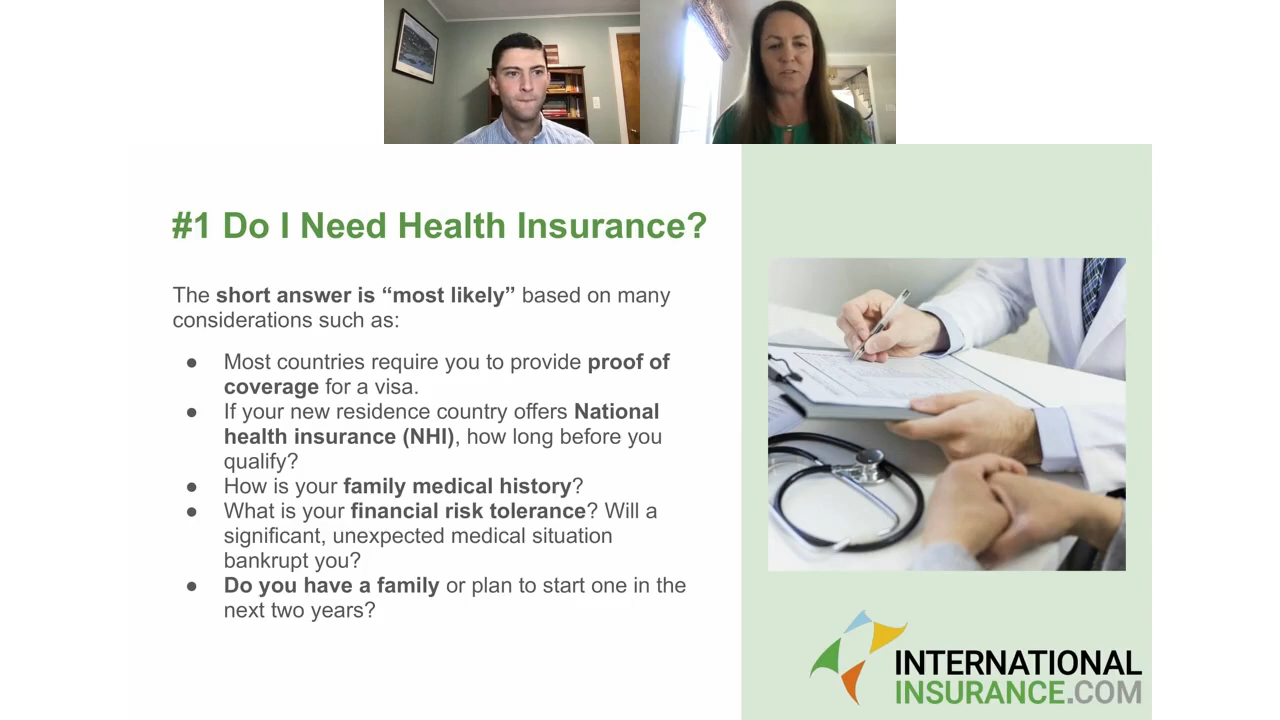 #1 Do I Need Health Insurance?
The short answer is “most likely” based on many
considerations such as:
● Most countries require you to provide proof of
coverage for a visa.
● If your new residence country offers National
health insurance (NHI), how long before you
qualify?
● How is your family medical history?
● What is your financial risk tolerance? Will a
significant, unexpected medical situation
bankrupt you?
● Do you have a family or plan to start one in the
next two years?
INTERNATIONAL
INSURANCE.COM